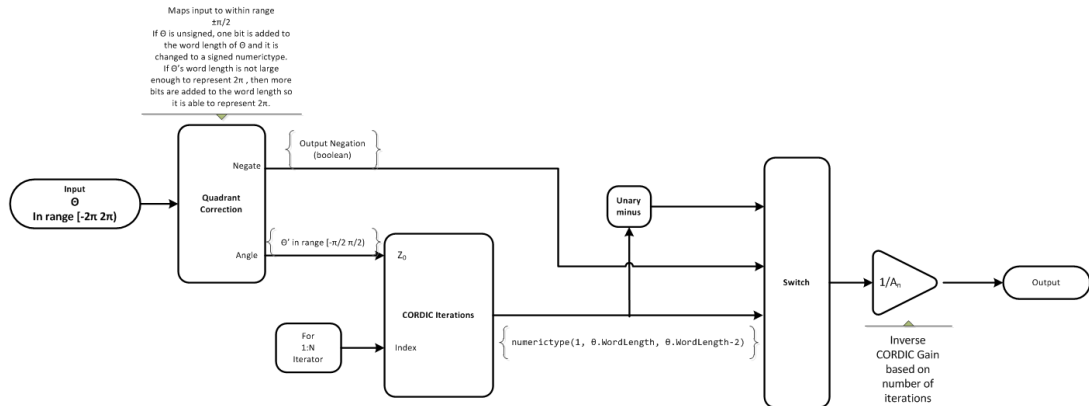 Maps input to within range
±π/2
If Θ is unsigned, one bit is added to
the word length of Θ and it is
changed to a signed numerictype.
If Θ's word length is not large
enough to represent 2π , then more
bits are added to the word length so
it is able to represent 2π.
Input
Θ
In range [-2π 2π)
Quadrant
Correction
Negate
Angle
Output Negation
(boolean)
Θ' in range [-π/2 π/2)
Z₀
CORDIC Iterations
Index
For
1:N
Iterator
Unary
minus
numerictype(1, θ.WordLength, θ.WordLength-2)
Switch
1/Aₙ
Inverse
CORDIC Gain
based on
number of
iterations
Output